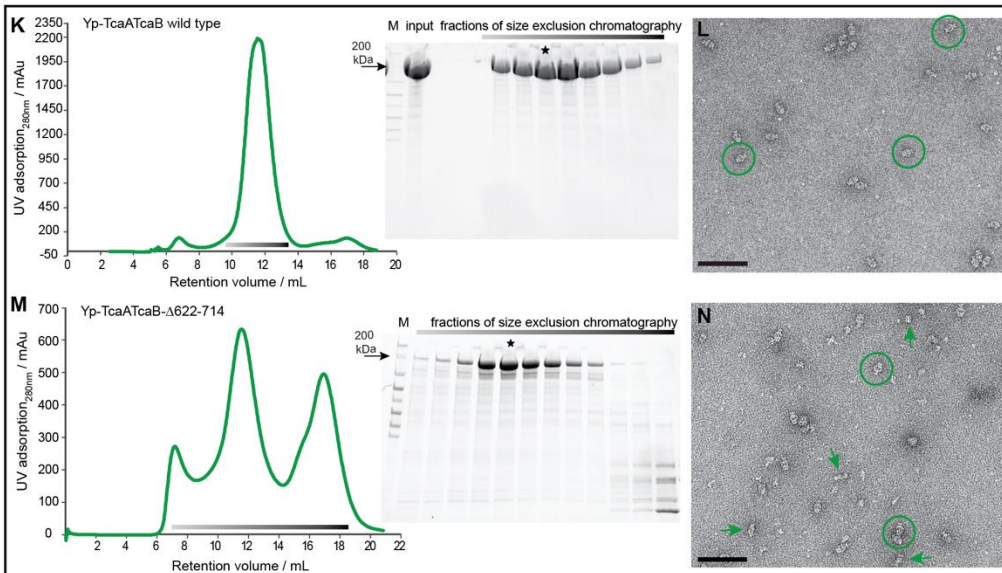 K
Yp-TcaATcaB wild type
UV adsorption280nm / mAu
2350
2200
1950
1700
1450
1200
950
700
450
200
-50
0 2 4 6 8 10 12 14 16 18 20
Retention volume / mL
M input fractions of size exclusion chromatography
200
kDa
★
L
M
Yp-TcaATcaB-Δ622-714
UV adsorption280nm / mAu
700
600
500
400
300
200
100
0
2 4 6 8 10 12 14 16 18 20 22
Retention volume / mL
M fractions of size exclusion chromatography
200
kDa
★
N